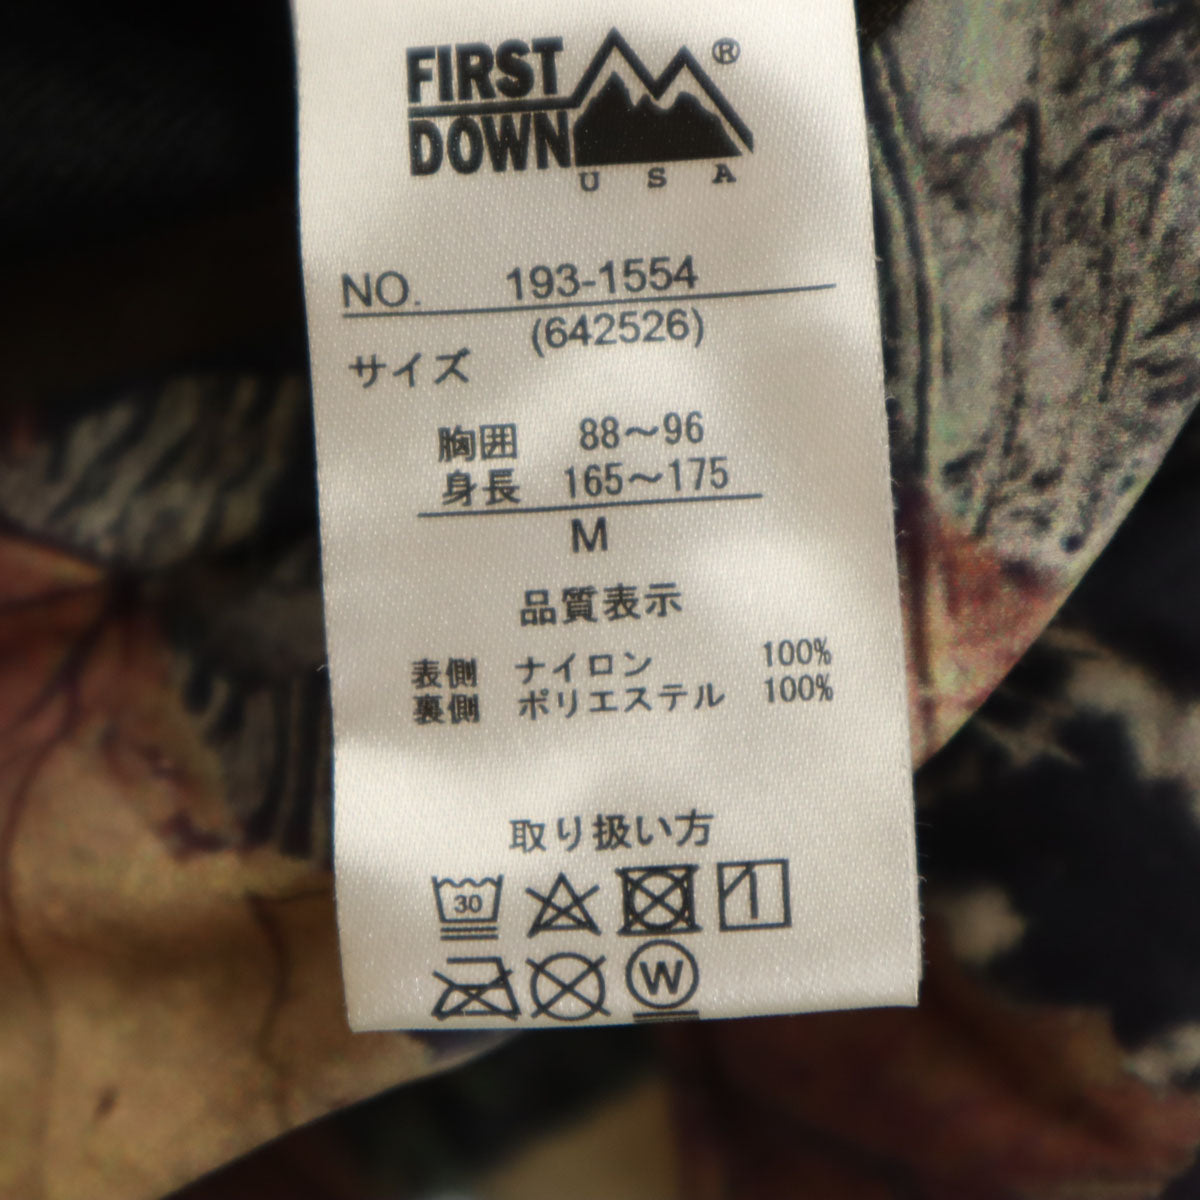 FIRST
DOWN
®
U S A
NO. 193-1554
(642526)
サイズ
胸囲 88～96
身長 165～175
M
品質表示
表側 ナイロン 100%
裏側 ポリエステル 100%
取り扱い方
30
W